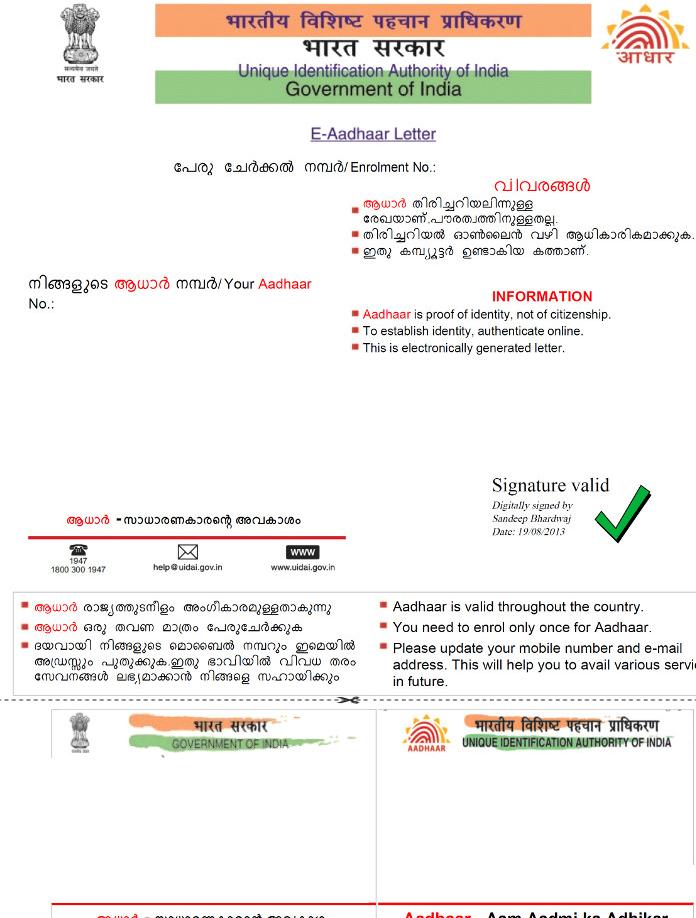 भारतीय विशिष्ट पहचान प्राधिकरण
सत्यमेव जयते
भारत सरकार
भारत सरकार
Unique Identification Authority of India
Government of India
आधार
E-Aadhaar Letter
പേരു ചേർക്കൽ നമ്പർ/ Enrolment No.:
വിവരങ്ങൾ
ആധാർ തിരിച്ചറിയലിന്നുള്ള
രേഖയാണ്.പൗരത്വത്തിനുള്ളതല്ല.
തിരിച്ചറിയൽ ഓൺലൈൻ വഴി ആധികാരികമാക്കുക.
ഇതു കമ്പ്യൂട്ടർ ഉണ്ടാകിയ കത്താണ്.
നിങ്ങളുടെ ആധാർ നമ്പർ/ Your Aadhaar
No.:
INFORMATION
Aadhaar is proof of identity, not of citizenship.
To establish identity, authenticate online.
This is electronically generated letter.
Signature valid
Digitally signed by
Sandeep Bhardwaj
Date: 19/08/2013
ആധാർ - സാധാരണകാരന്റെ അവകാശം
1947
1800 300 1947
help@uidai.gov.in
www
www.uidai.gov.in
ആധാർ രാജ്യത്തുടനീളം അംഗീകാരമുള്ളതാകുന്നു
ആധാർ ഒരു തവണ മാത്രം പേരുചേർക്കുക
ദയവായി നിങ്ങളുടെ മൊബൈൽ നമ്പറും ഇമെയിൽ
അഡ്രസ്സും പുതുക്കുക.ഇതു ഭാവിയിൽ വിവധ തരം
സേവനങ്ങൾ ലഭ്യമാക്കാൻ നിങ്ങളെ സഹായിക്കും
Aadhaar is valid throughout the country.
You need to enrol only once for Aadhaar.
Please update your mobile number and e-mail
address. This will help you to avail various servi
in future.
भारत सरकार
GOVERNMENT OF INDIA
AADHAAR
भारतीय विशिष्ट पहचान प्राधिकरण
UNIQUE IDENTIFICATION AUTHORITY OF INDIA
Aadhaar - Aam Aadmi ka Adhikar